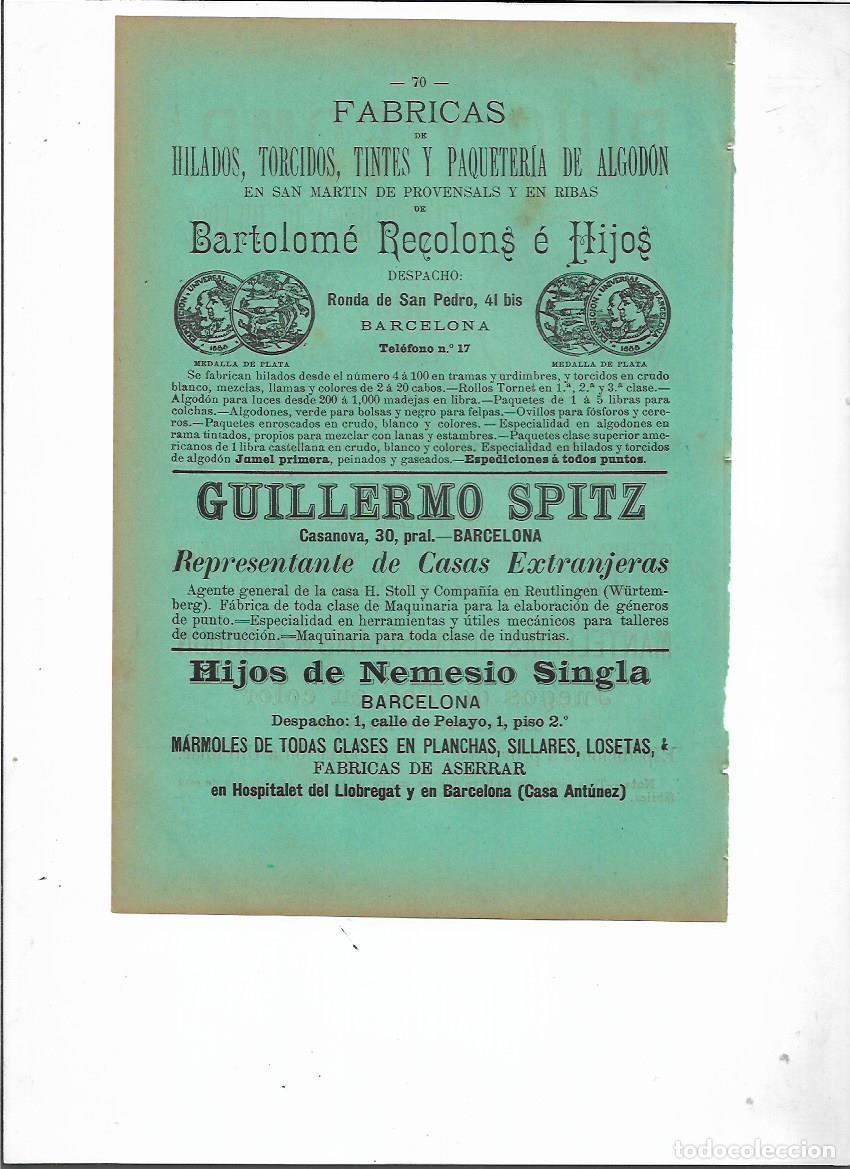 — 70 —
FABRICAS
DE
HILADOS, TORCIDOS, TINTES Y PAQUETERÍA DE ALGODÓN
EN SAN MARTIN DE PROVENSALS Y EN RIBAS
DE
Bartolomé Recolons é Hijos
DESPACHO:
Ronda de San Pedro, 41 bis
BARCELONA
Teléfono n.º 17
EXPOSICIÓN UNIVERSAL
1888
EXPOSICIÓN UNIVERSAL BARCELONA
1888
MEDALLA DE PLATA
MEDALLA DE PLATA
Se fabrican hilados desde el número 4 á 100 en tramas y urdimbres, y torcidos en crudo
blanco, mezclas, llamas y colores de 2 á 20 cabos.—Rollos Tornet en 1.ª, 2.ª y 3.ª clase.—
Algodón para luces desde 200 á 1,000 madejas en libra.—Paquetes de 1 á 5 libras para
colchas.—Algodones, verde para bolsas y negro para felpas.—Ovillos para fósforos y cere-
ros.—Paquetes enroscados en crudo, blanco y colores.—Especialidad en algodones en
rama tintados, propios para mezclar con lanas y estambres.—Paquetes clase superior ame-
ricanos de 1 libra castellana en crudo, blanco y colores. Especialidad en hilados y torcidos
de algodón Jumel primera, peinados y gaseados.—Espediciones á todos puntos.
GUILLERMO SPITZ
Casanova, 30, pral.—BARCELONA
Representante de Casas Extranjeras
Agente general de la casa H. Stoll y Compañía en Reutlingen (Würtem-
berg). Fábrica de toda clase de Maquinaria para la elaboración de géneros
de punto.=Especialidad en herramientas y útiles mecánicos para talleres
de construcción.=Maquinaria para toda clase de industrias.
Hijos de Nemesio Singla
BARCELONA
Despacho: 1, calle de Pelayo, 1, piso 2.º
MÁRMOLES DE TODAS CLASES EN PLANCHAS, SILLARES, LOSETAS, &
FABRICAS DE ASERRAR
en Hospitalet del Llobregat y en Barcelona (Casa Antúnez)
todocoleccion